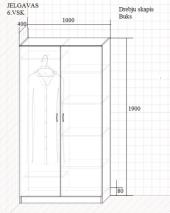 JELGAVAS
6.VSK
Drēbju skapis
Buks
400
1000
1900
80